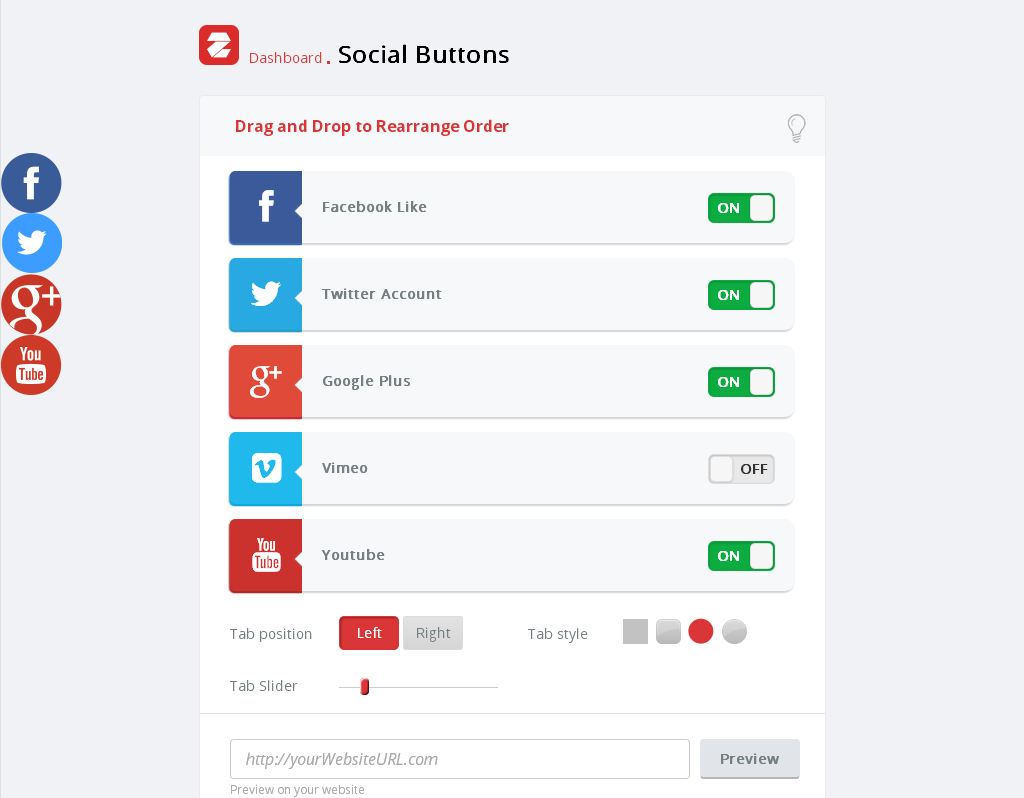 Dashboard . Social Buttons
Drag and Drop to Rearrange Order
f
f
Facebook Like
ON
Twitter Account
ON
g+
g+
Google Plus
ON
You
Tube
Vimeo
OFF
You
Tube
Youtube
ON
Tab position
Left
Right
Tab style
Tab Slider
http://yourWebsiteURL.com
Preview
Preview on your website